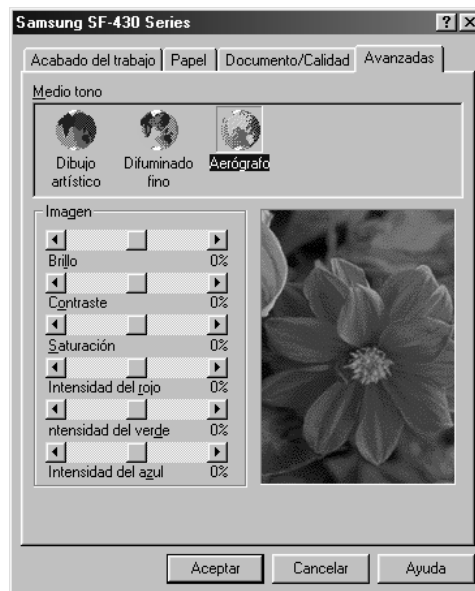 Samsung SF-430 Series
Acabado del trabajo Papel Documento/Calidad Avanzadas
Medio tono
Dibujo artístico
Difuminado fino
Aerógrafo
Imagen
Brillo 0%
Contraste 0%
Saturación 0%
Intensidad del rojo 0%
ntensidad del verde 0%
Intensidad del azul 0%
Aceptar Cancelar Ayuda